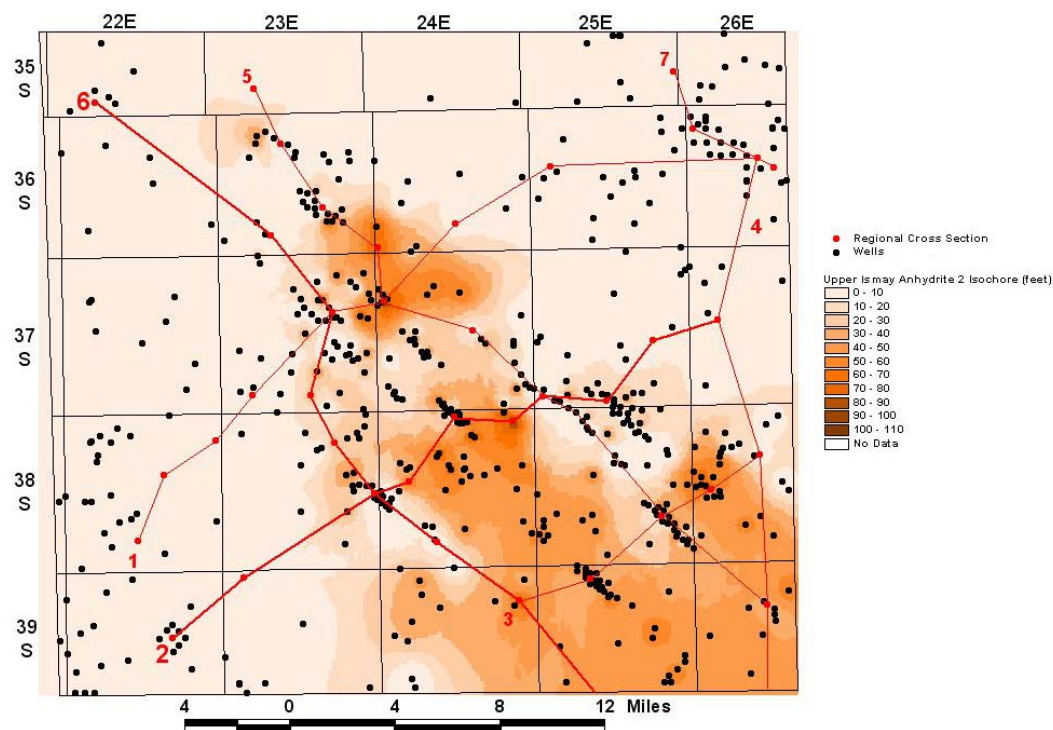 22E 23E 24E 25E 26E
35
S
36
S
37
S
38
S
39
S
5
6
7
4
1
2
3
Regional Cross Section
Wells
Upper Ismay Anhydrite 2 Isochore (feet)
0 - 10
10 - 20
20 - 30
30 - 40
40 - 50
50 - 60
60 - 70
70 - 80
80 - 90
90 - 100
100 - 110
No Data
4 0 4 8 12 Miles